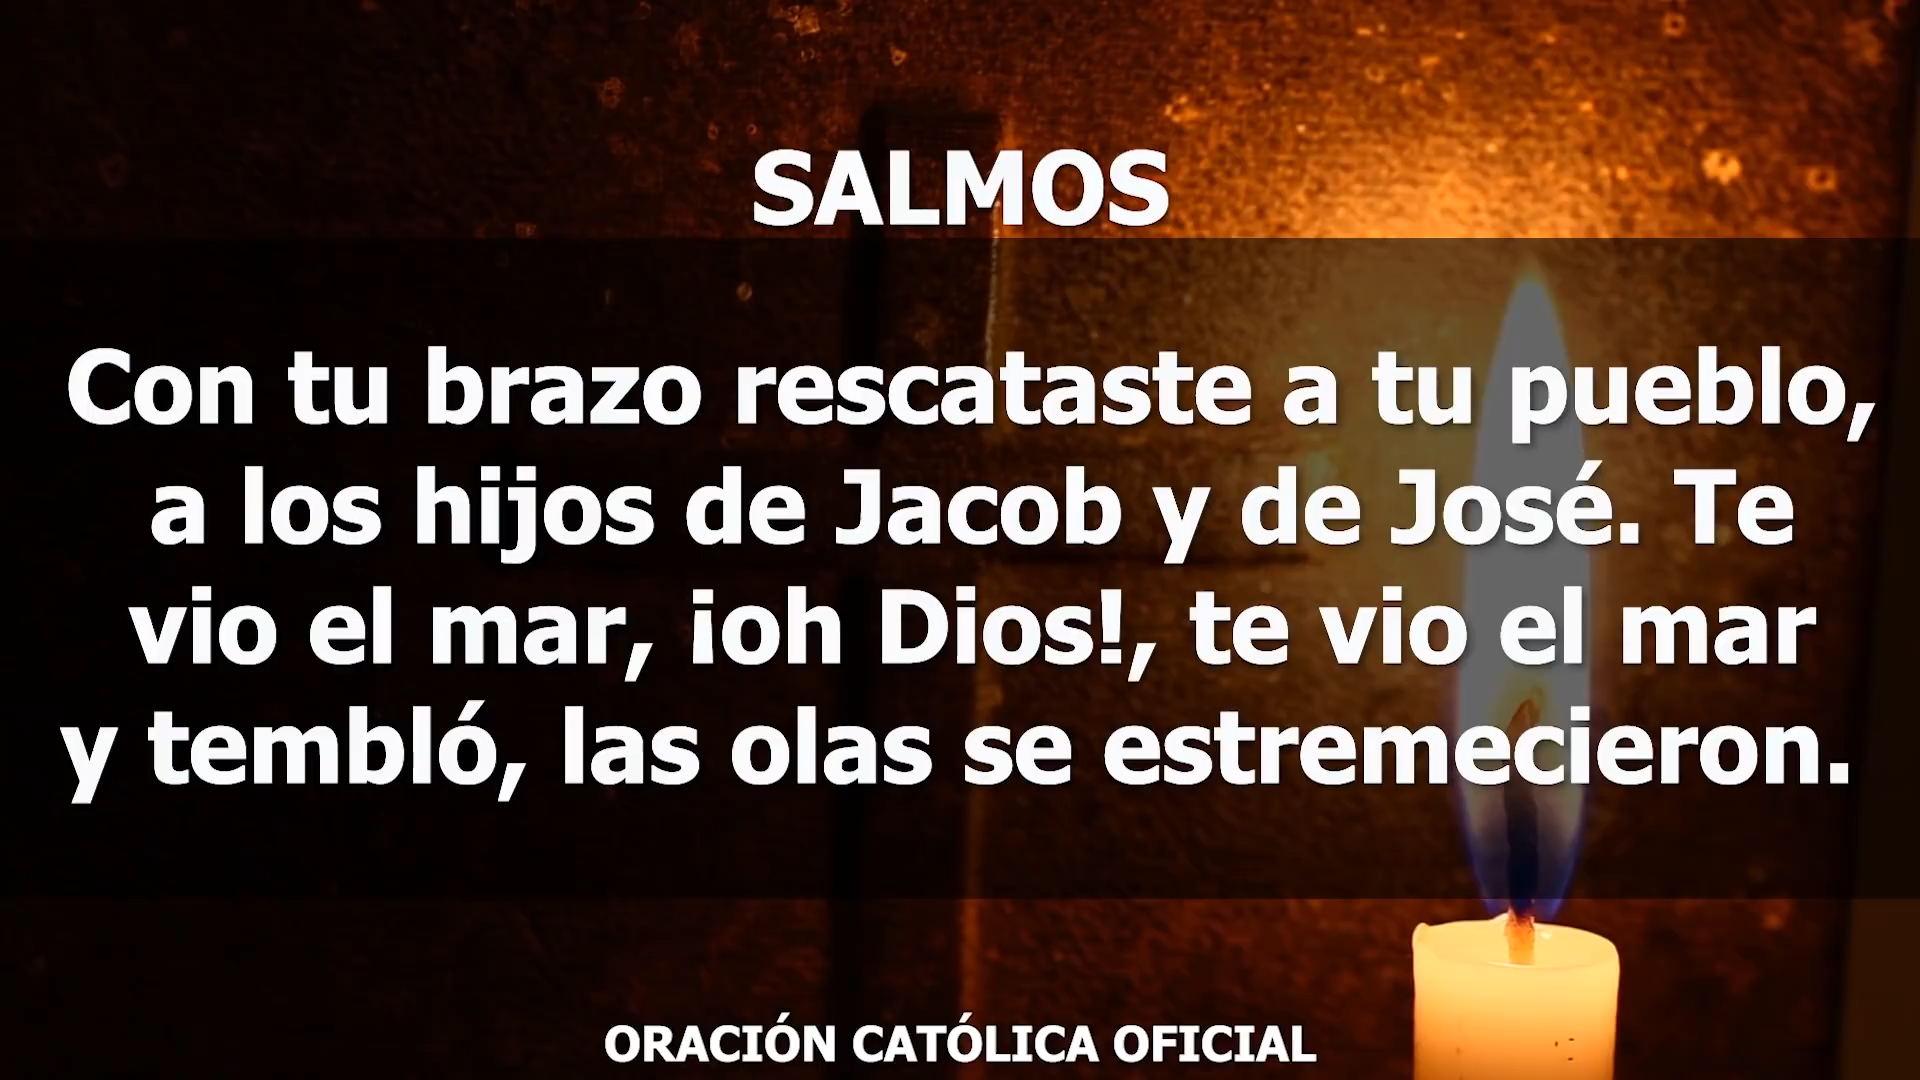 SALMOS
Con tu brazo rescataste a tu pueblo,
a los hijos de Jacob y de José. Te
vio el mar, ¡oh Dios!, te vio el mar
y tembló, las olas se estremecieron.
ORACIÓN CATÓLICA OFICIAL